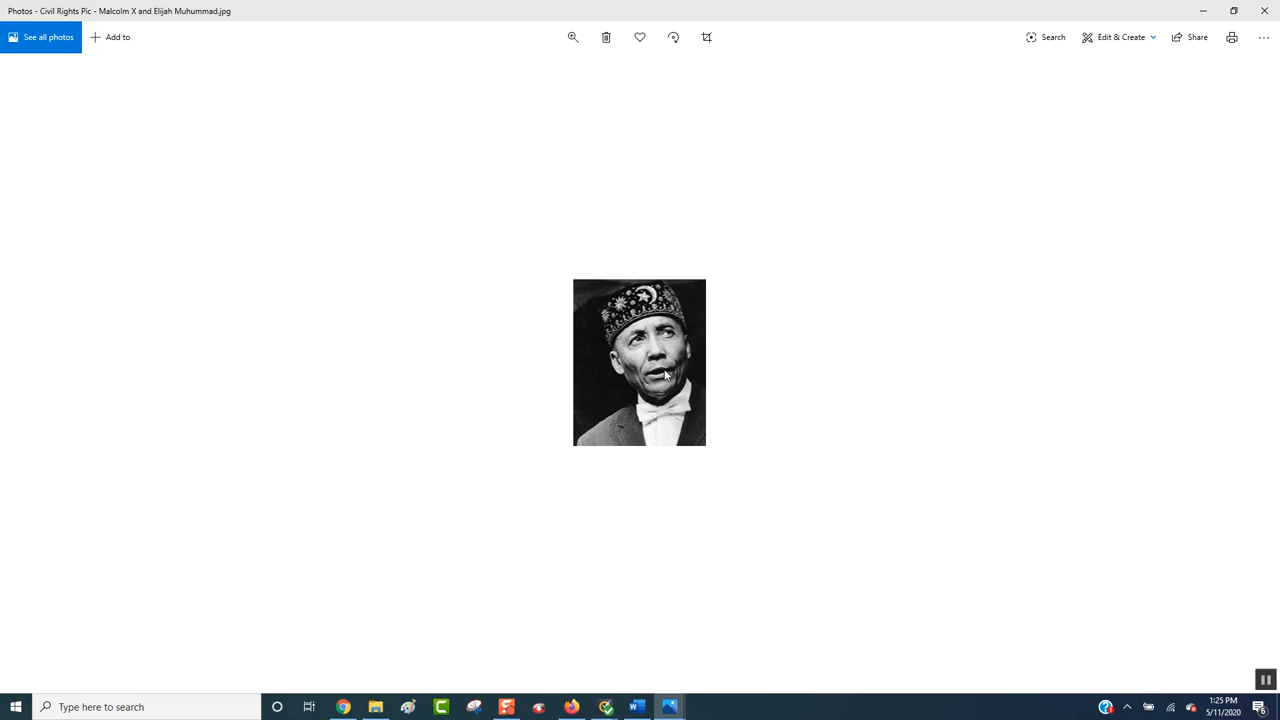 Photos - Civil Rights Pic - Malcolm X and Elijah Muhummad.jpg
See all photos
Add to
Search
Edit & Create
Share
Type here to search
1:25 PM
5/11/2020